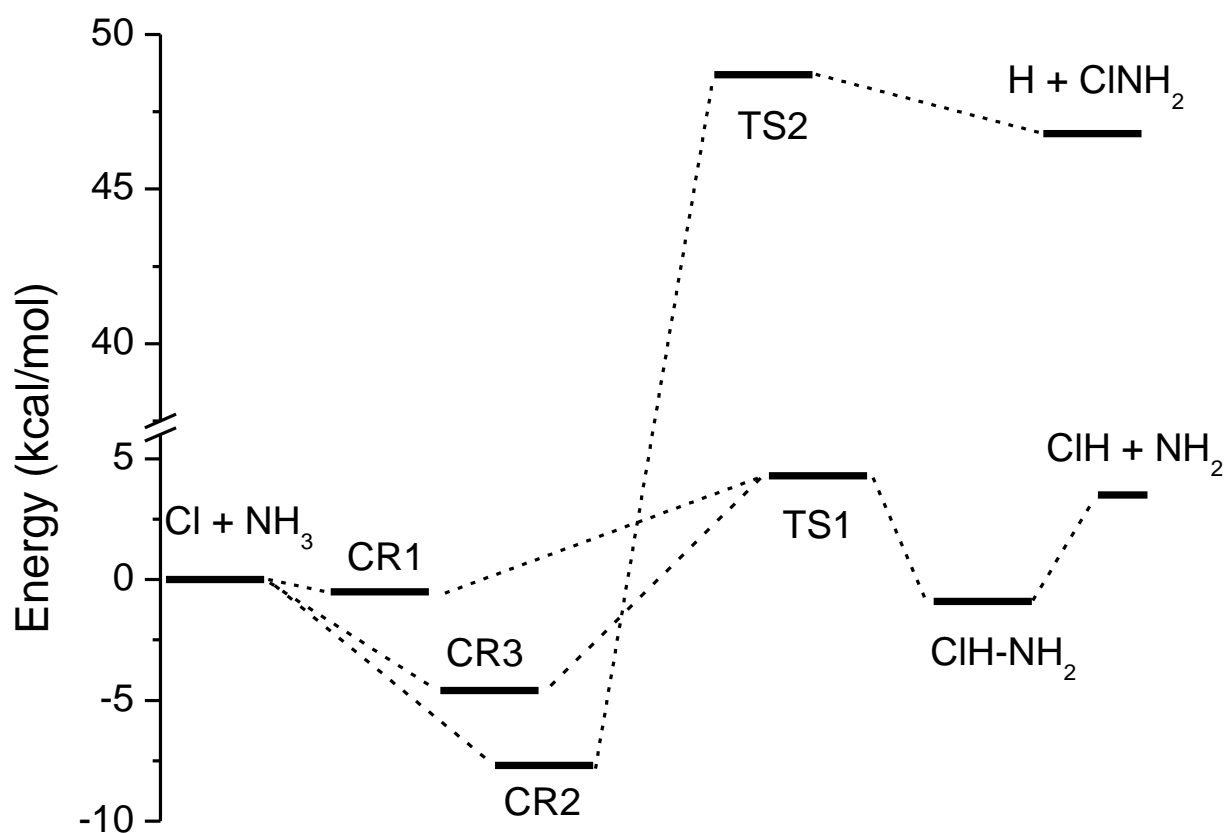 50
H + ClNH₂
TS2
45
Energy (kcal/mol)
40
ClH + NH₂
5
Cl + NH₃
TS1
CR1
0
CR3
ClH-NH₂
-5
CR2
-10